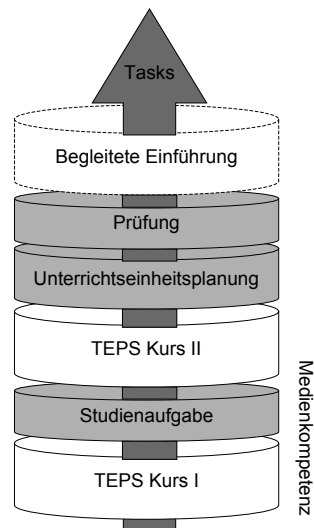 Tasks
Begleitete Einführung
Prüfung
Unterrichtseinheitsplanung
TEPS Kurs II
Studienaufgabe
TEPS Kurs I
Medienkompetenz